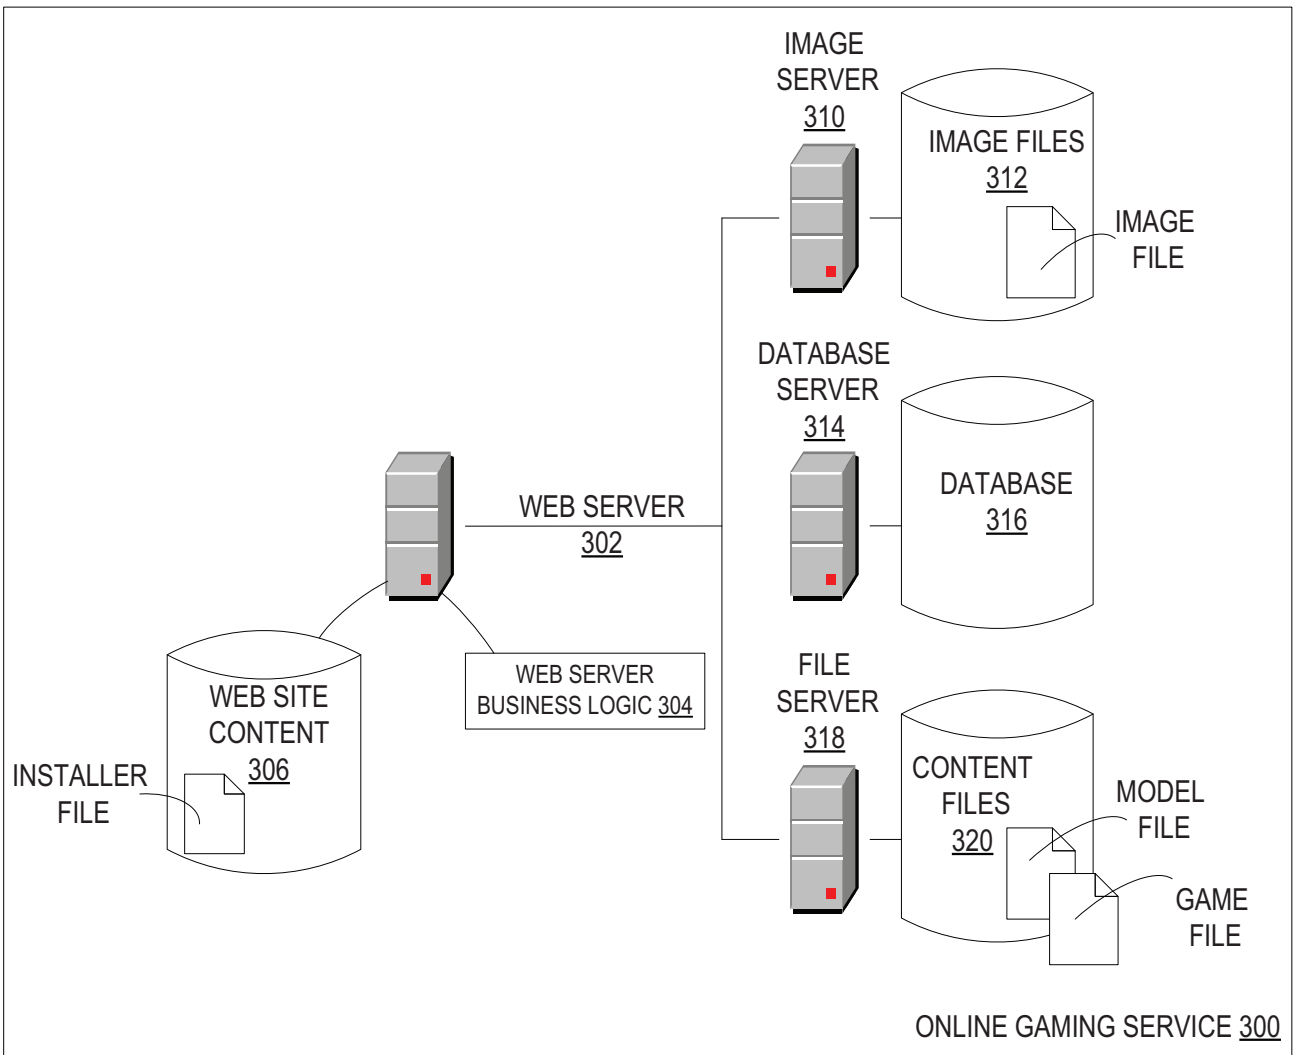 IMAGE
SERVER
310
IMAGE FILES
312
IMAGE
FILE
DATABASE
SERVER
314
DATABASE
316
WEB SERVER
302
WEB SERVER
BUSINESS LOGIC 304
WEB SITE
CONTENT
306
INSTALLER
FILE
FILE
SERVER
318
CONTENT
FILES
320
MODEL
FILE
GAME
FILE
ONLINE GAMING SERVICE 300